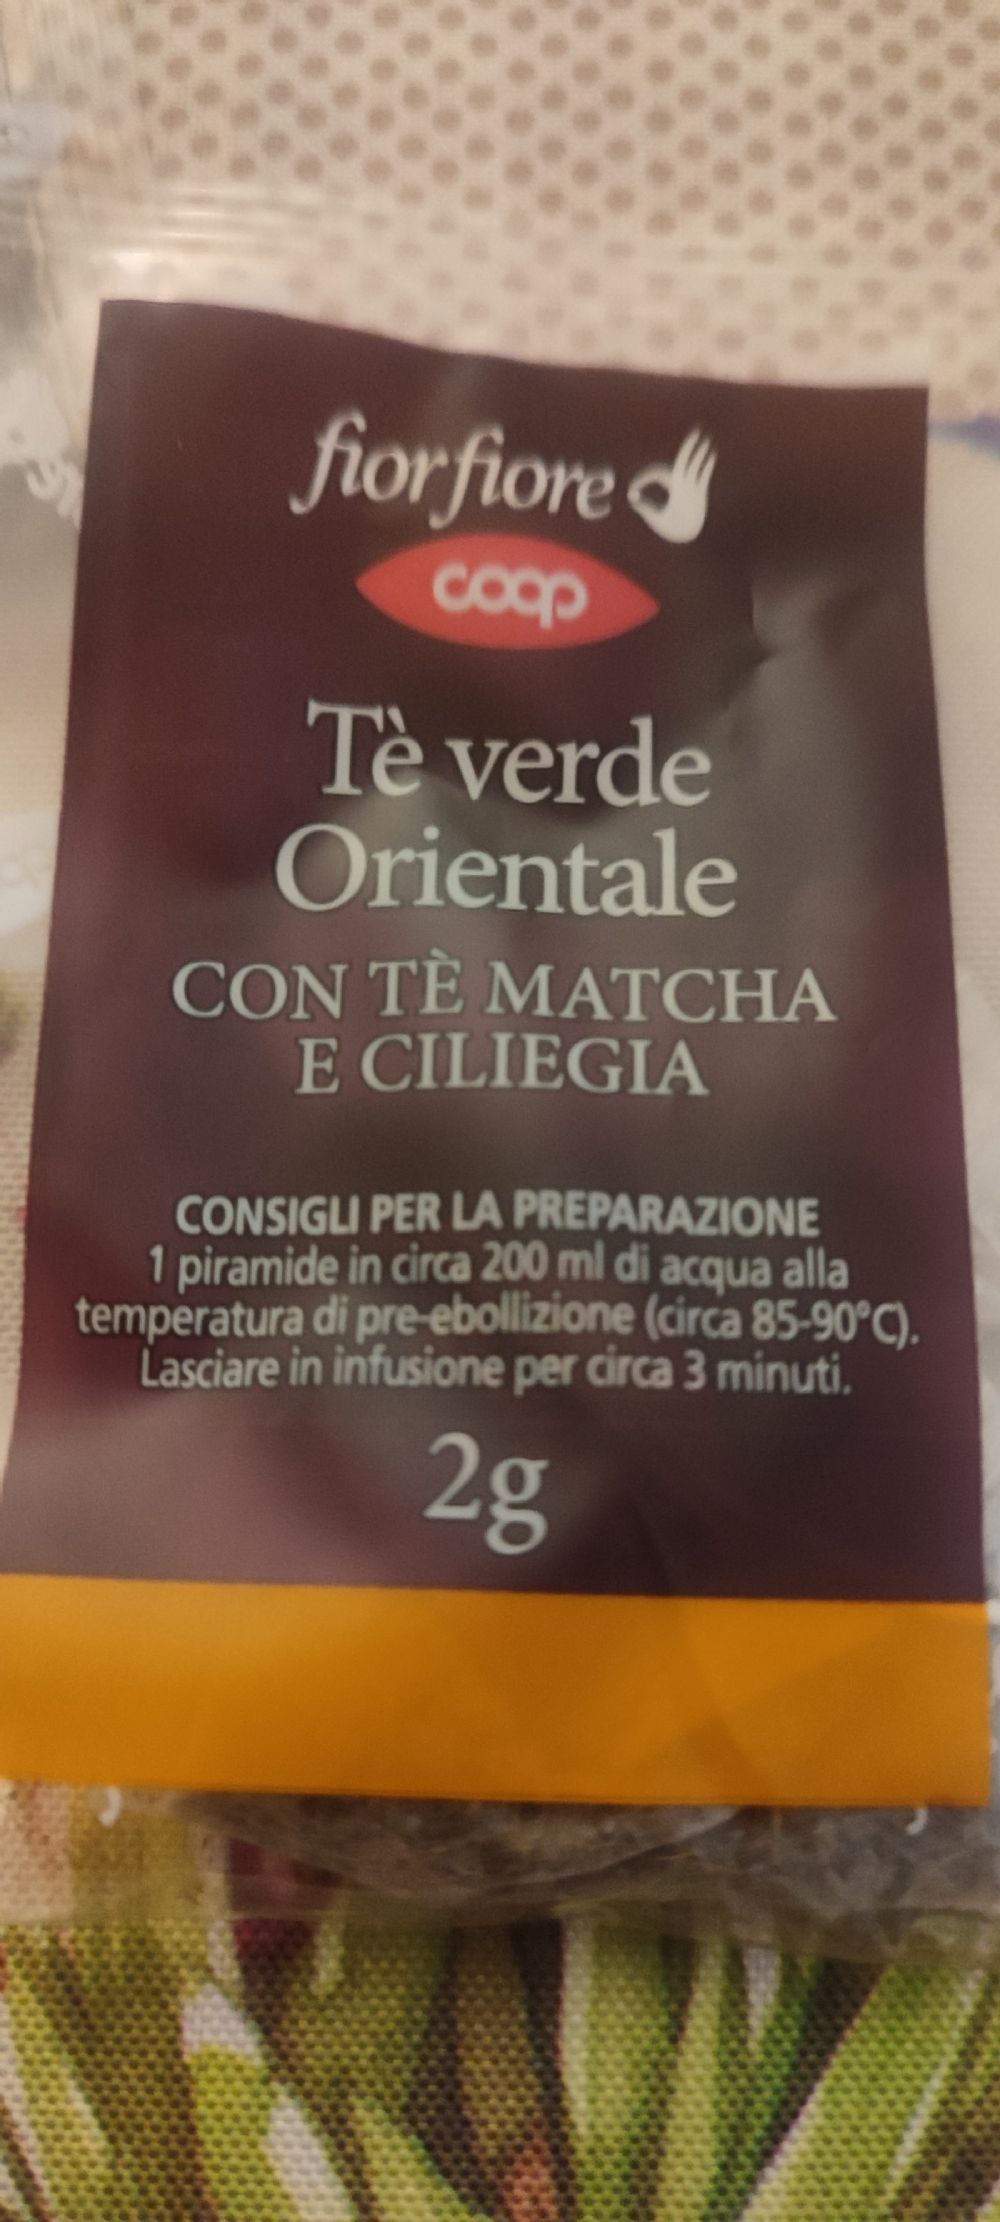 fior fiore
coop
Tè verde
Orientale
CON TÈ MATCHA
E CILIEGIA
CONSIGLI PER LA PREPARAZIONE
1 piramide in circa 200 ml di acqua alla
temperatura di pre-ebollizione (circa 85-90°C).
Lasciare in infusione per circa 3 minuti.
2g